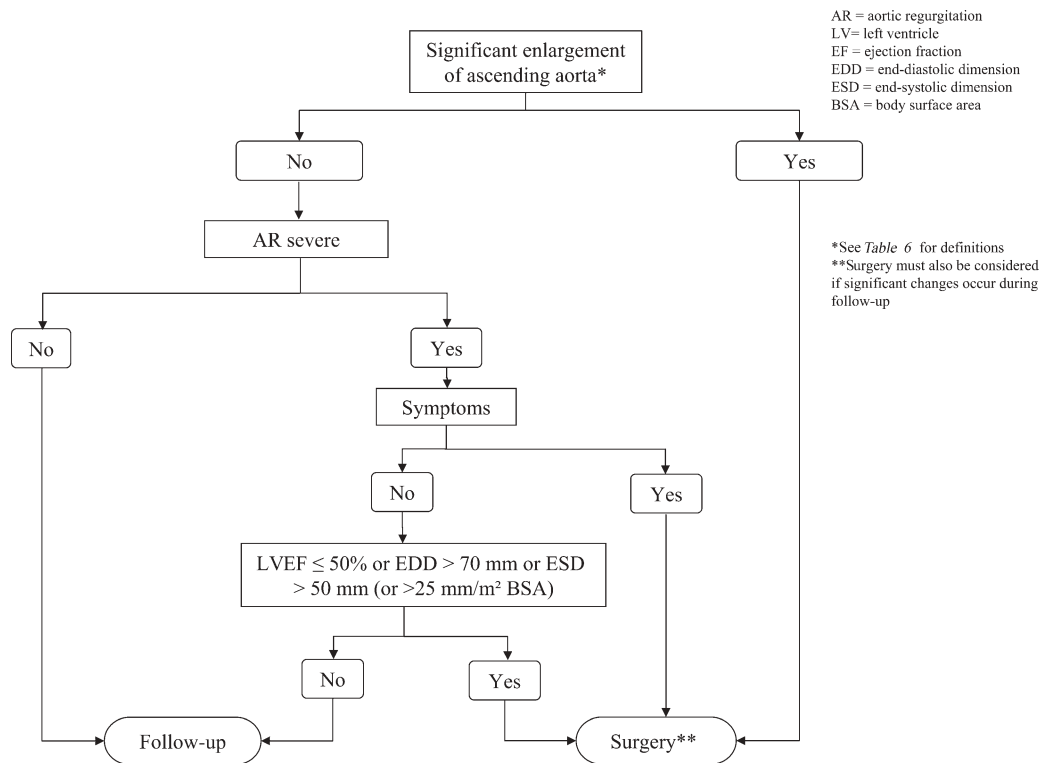 AR = aortic regurgitation
LV= left ventricle
EF = ejection fraction
EDD = end-diastolic dimension
ESD = end-systolic dimension
BSA = body surface area
Significant enlargement
of ascending aorta*
No
Yes
AR severe
*See Table 6 for definitions
**Surgery must also be considered
if significant changes occur during
follow-up
No
Yes
Symptoms
No
Yes
LVEF ≤ 50% or EDD > 70 mm or ESD
> 50 mm (or >25 mm/m² BSA)
No
Yes
Follow-up
Surgery**